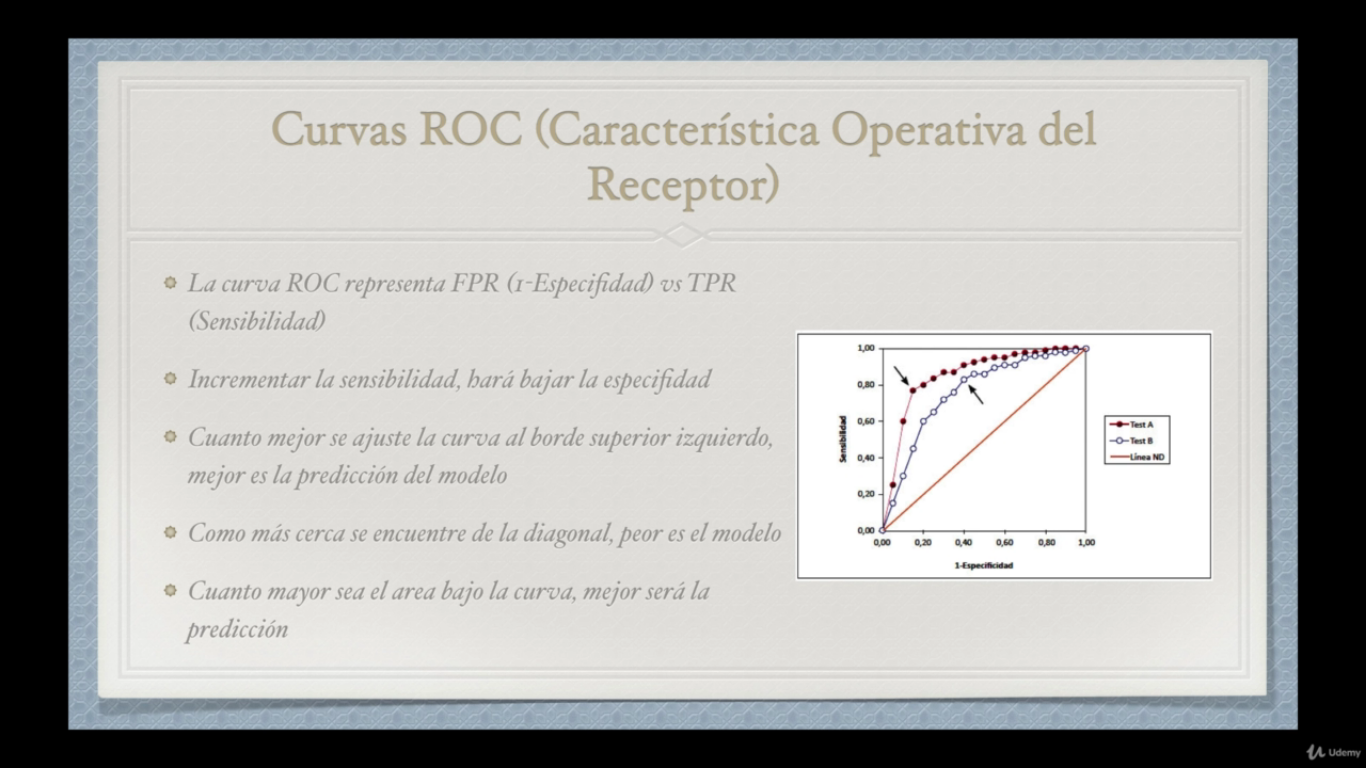 Curvas ROC (Característica Operativa del
Receptor)
La curva ROC representa FPR (1-Especifidad) vs TPR
(Sensibilidad)
Incrementar la sensibilidad, hará bajar la especifidad
Cuanto mejor se ajuste la curva al borde superior izquierdo,
mejor es la predicción del modelo
Como más cerca se encuentre de la diagonal, peor es el modelo
Cuanto mayor sea el area bajo la curva, mejor será la
predicción
1,00
0,80
0,60
0,40
0,20
0,00
Sensibilidad
0,00 0,20 0,40 0,60 0,80 1,00
1-Especificidad
Test A
Test B
Línea ND
Udemy